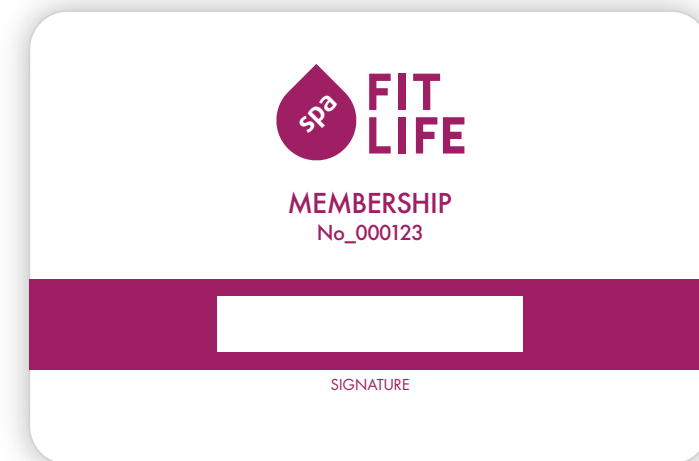 spa
FIT
LIFE
MEMBERSHIP
No_000123
SIGNATURE